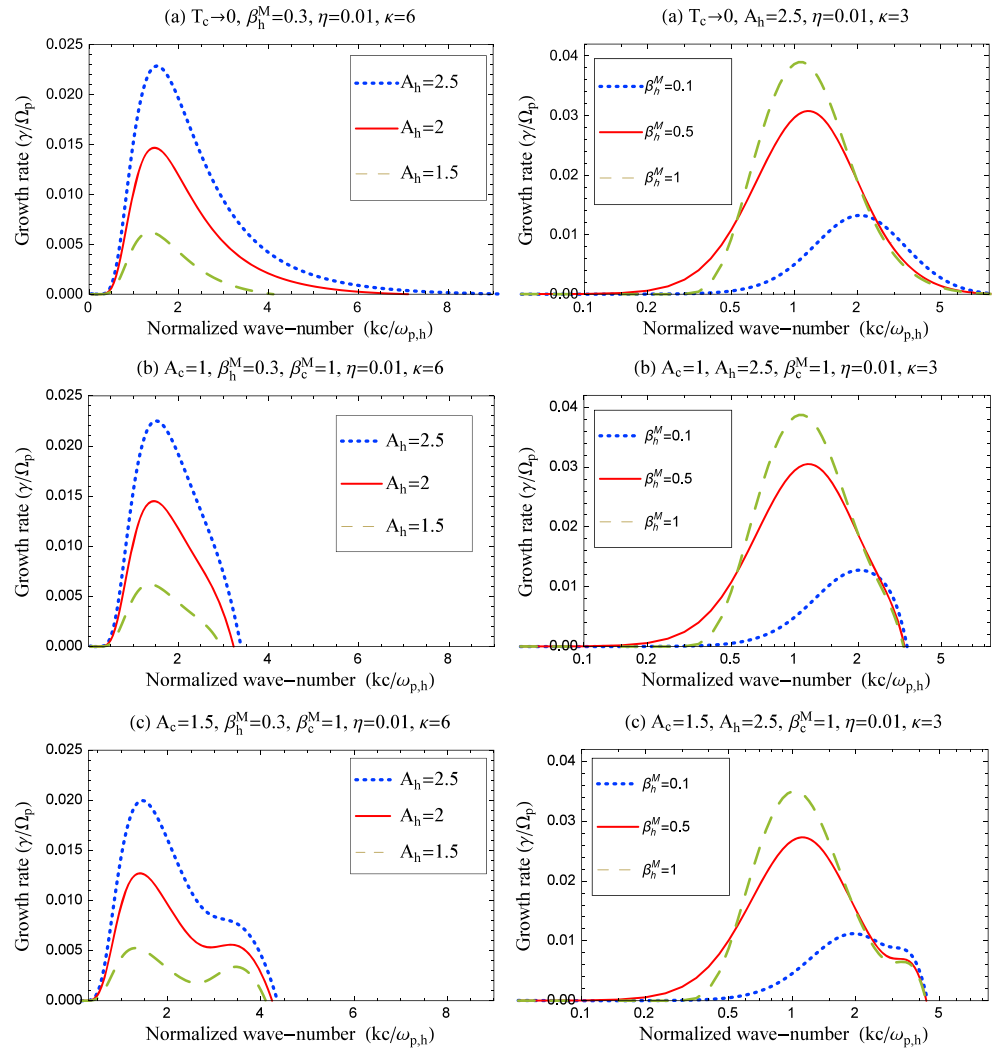 (a) T_c→0, β_h^M=0.3, η=0.01, κ=6
Growth rate (γ/Ω_p)
0.025
0.020
0.015
0.010
0.005
0.000
A_h=2.5
A_h=2
A_h=1.5
0 2 4 6 8
Normalized wave−number (kc/ω_p,h)
(a) T_c→0, A_h=2.5, η=0.01, κ=3
Growth rate (γ/Ω_p)
0.04
0.03
0.02
0.01
0.00
β_h^M=0.1
β_h^M=0.5
β_h^M=1
0.1 0.2 0.5 1 2 5
Normalized wave−number (kc/ω_p,h)
(b) A_c=1, β_h^M=0.3, β_c^M=1, η=0.01, κ=6
Growth rate (γ/Ω_p)
0.025
0.020
0.015
0.010
0.005
0.000
A_h=2.5
A_h=2
A_h=1.5
2 4 6 8
Normalized wave−number (kc/ω_p,h)
(b) A_c=1, A_h=2.5, β_c^M=1, η=0.01, κ=3
Growth rate (γ/Ω_p)
0.04
0.03
0.02
0.01
0.00
β_h^M=0.1
β_h^M=0.5
β_h^M=1
0.1 0.2 0.5 1 2 5
Normalized wave−number (kc/ω_p,h)
(c) A_c=1.5, β_h^M=0.3, β_c^M=1, η=0.01, κ=6
Growth rate (γ/Ω_p)
0.025
0.020
0.015
0.010
0.005
0.000
A_h=2.5
A_h=2
A_h=1.5
2 4 6 8
Normalized wave−number (kc/ω_p,h)
(c) A_c=1.5, A_h=2.5, β_c^M=1, η=0.01, κ=3
Growth rate (γ/Ω_p)
0.04
0.03
0.02
0.01
0.00
β_h^M=0.1
β_h^M=0.5
β_h^M=1
0.1 0.2 0.5 1 2 5
Normalized wave−number (kc/ω_p,h)